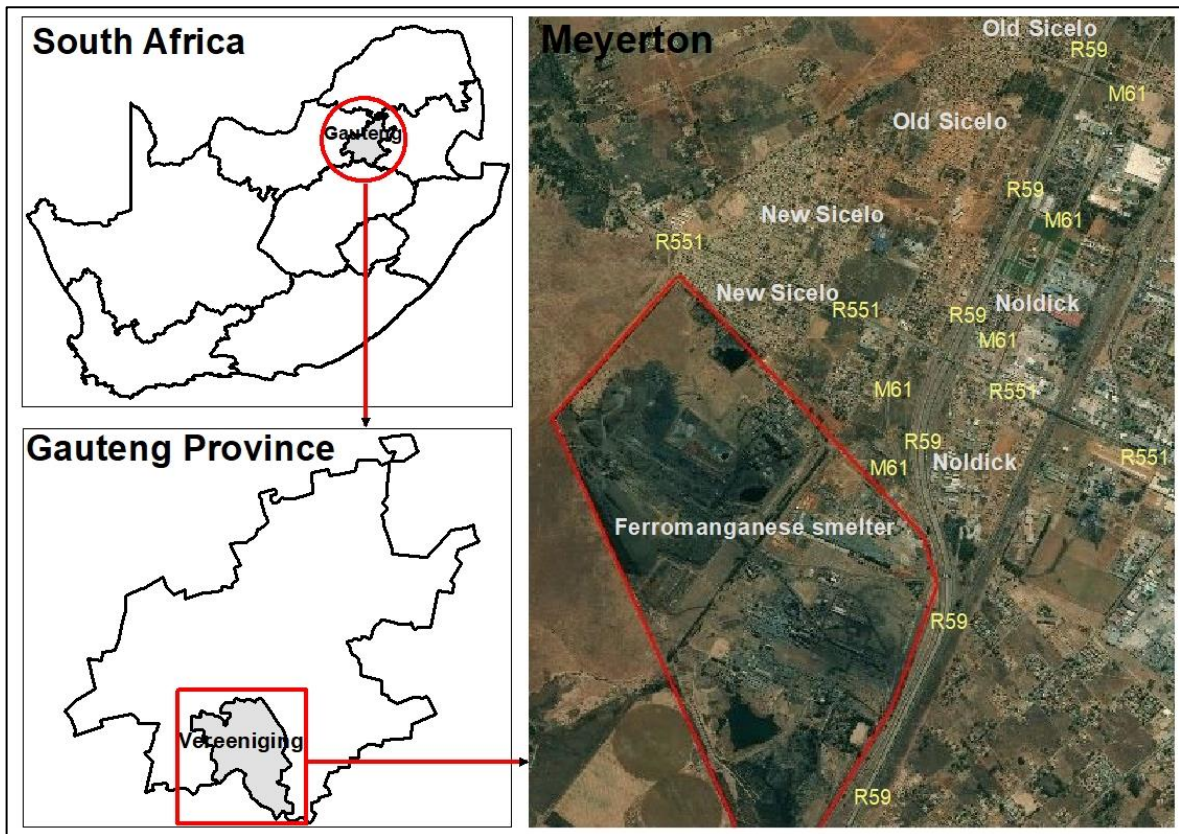 South Africa
Gauteng
Gauteng Province
Vereeniging
Meyerton
Old Sicelo
R59
M61
Old Sicelo
R59
M61
New Sicelo
R551
New Sicelo
R551
R59
Noldick
M61
M61
R551
R59
Noldick
M61
R551
Ferromanganese smelter
R59
R59